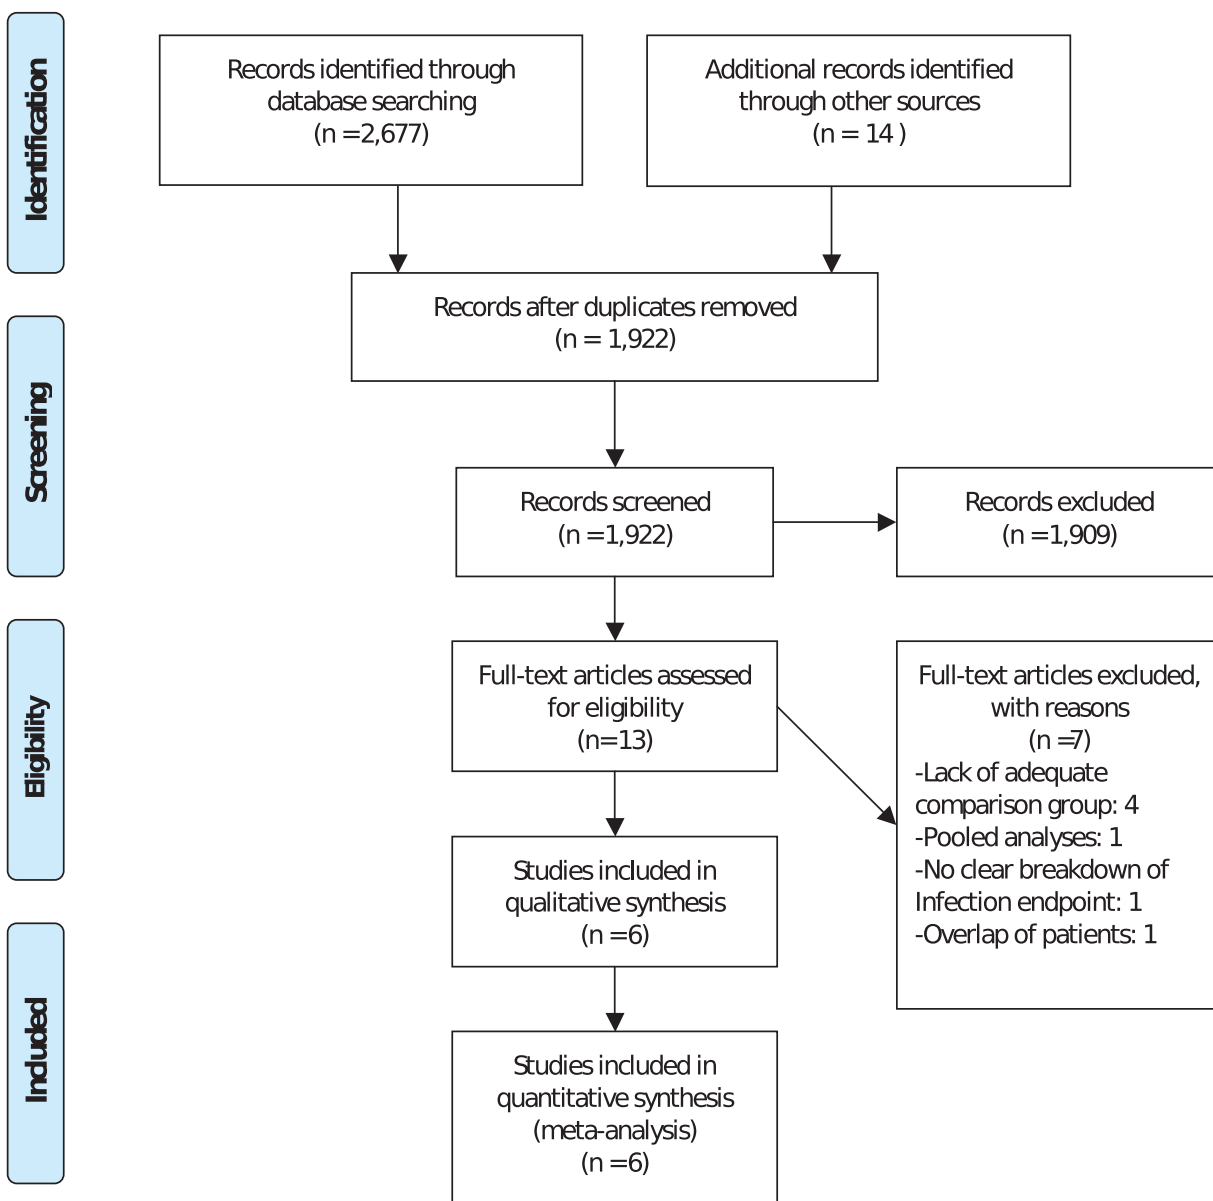 Identification
Records identified through
database searching
(n =2,677)
Additional records identified
through other sources
(n = 14 )
Records after duplicates removed
(n = 1,922)
Screening
Records screened
(n =1,922)
Records excluded
(n =1,909)
Eligibility
Full-text articles assessed
for eligibility
(n=13)
Full-text articles excluded,
with reasons
(n =7)
-Lack of adequate
comparison group: 4
-Pooled analyses: 1
-No clear breakdown of
Infection endpoint: 1
-Overlap of patients: 1
Studies included in
qualitative synthesis
(n =6)
Included
Studies included in
quantitative synthesis
(meta-analysis)
(n =6)